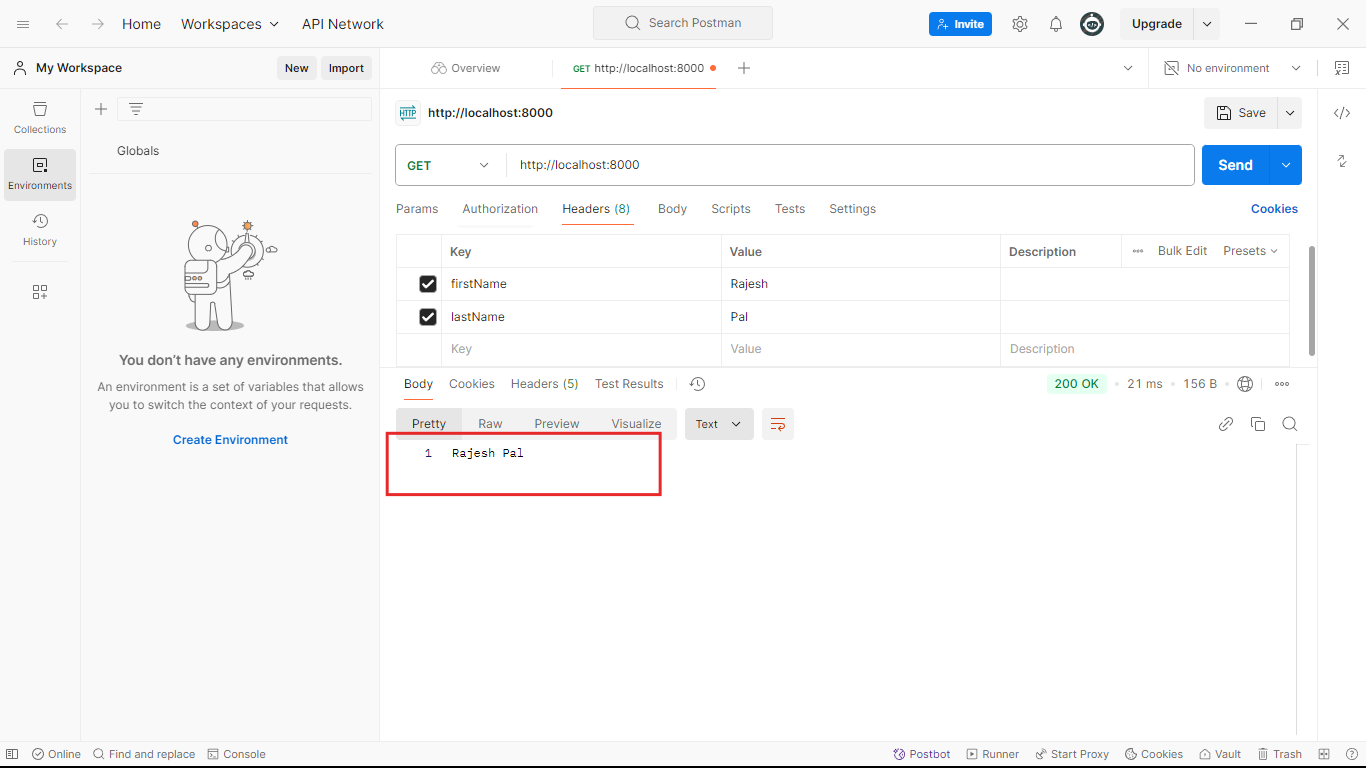 Home Workspaces API Network Search Postman Invite Upgrade
My Workspace New Import Overview GET http://localhost:8000 No environment
Collections
Environments
History
Globals
You don't have any environments.
An environment is a set of variables that allows
you to switch the context of your requests.
Create Environment
HTTP http://localhost:8000 Save
GET http://localhost:8000 Send
Params Authorization Headers (8) Body Scripts Tests Settings Cookies
Key Value Description Bulk Edit Presets
firstName Rajesh
lastName Pal
Key Value Description
Body Cookies Headers (5) Test Results 200 OK 21 ms 156 B
Pretty Raw Preview Visualize Text
1 Rajesh Pal
Online Find and replace Console Postbot Runner Start Proxy Cookies Vault Trash